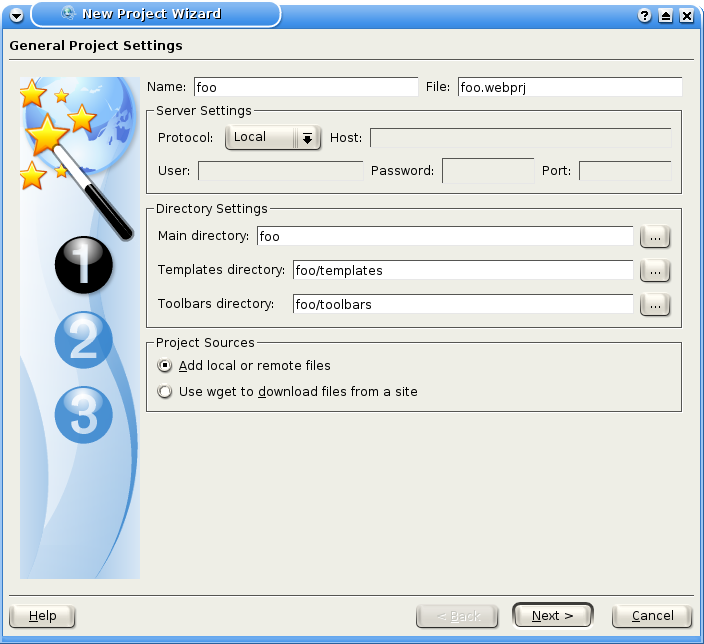 New Project Wizard
General Project Settings
Name: foo File: foo.webprj
Server Settings
Protocol: Local Host:
User: Password: Port:
Directory Settings
Main directory: foo ...
Templates directory: foo/templates ...
Toolbars directory: foo/toolbars ...
Project Sources
Add local or remote files
Use wget to download files from a site
1
2
3
Help < Back Next > Cancel